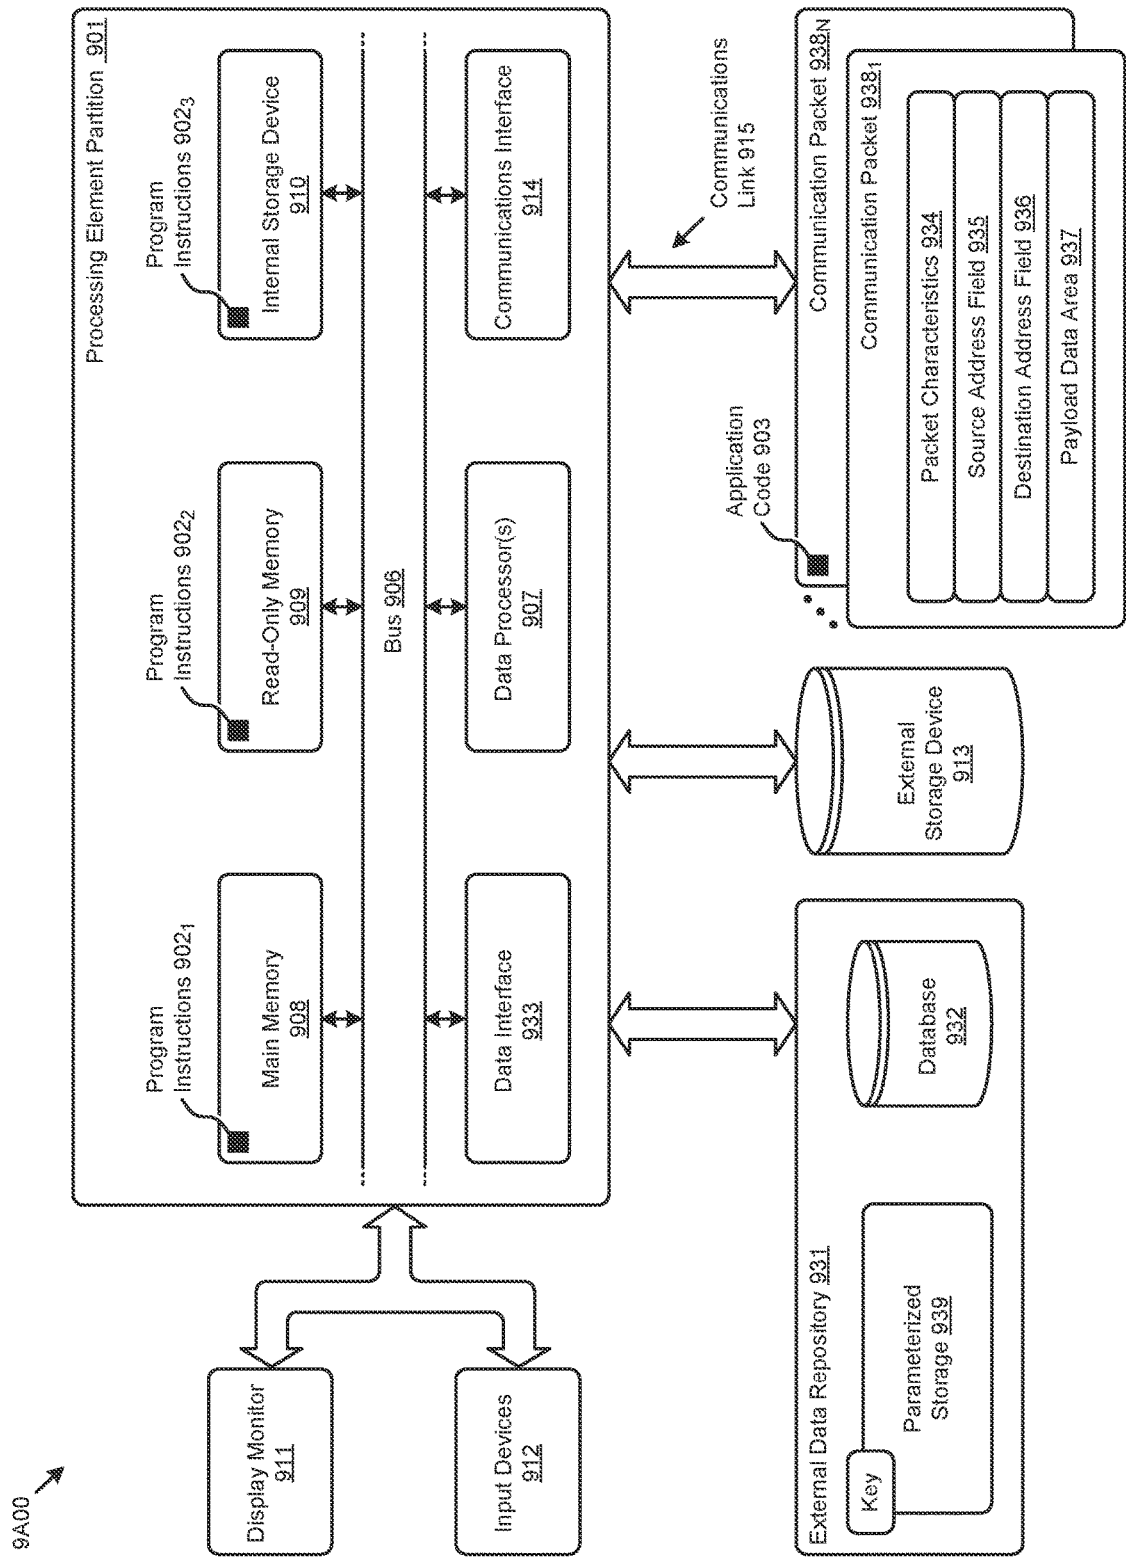 9A00
Processing Element Partition 901
Program
Instructions 902₁
Program
Instructions 902₂
Program
Instructions 902₃
Main Memory
908
Read-Only Memory
909
Internal Storage Device
910
Bus 906
Data Interface
933
Data Processor(s)
907
Communications Interface
914
Display Monitor
911
Input Devices
912
Communications
Link 915
External Data Repository 931
Key
Parameterized
Storage 939
Database
932
External
Storage Device
913
Application
Code 903
Communication Packet 938N
Communication Packet 938₁
Packet Characteristics 934
Source Address Field 935
Destination Address Field 936
Payload Data Area 937